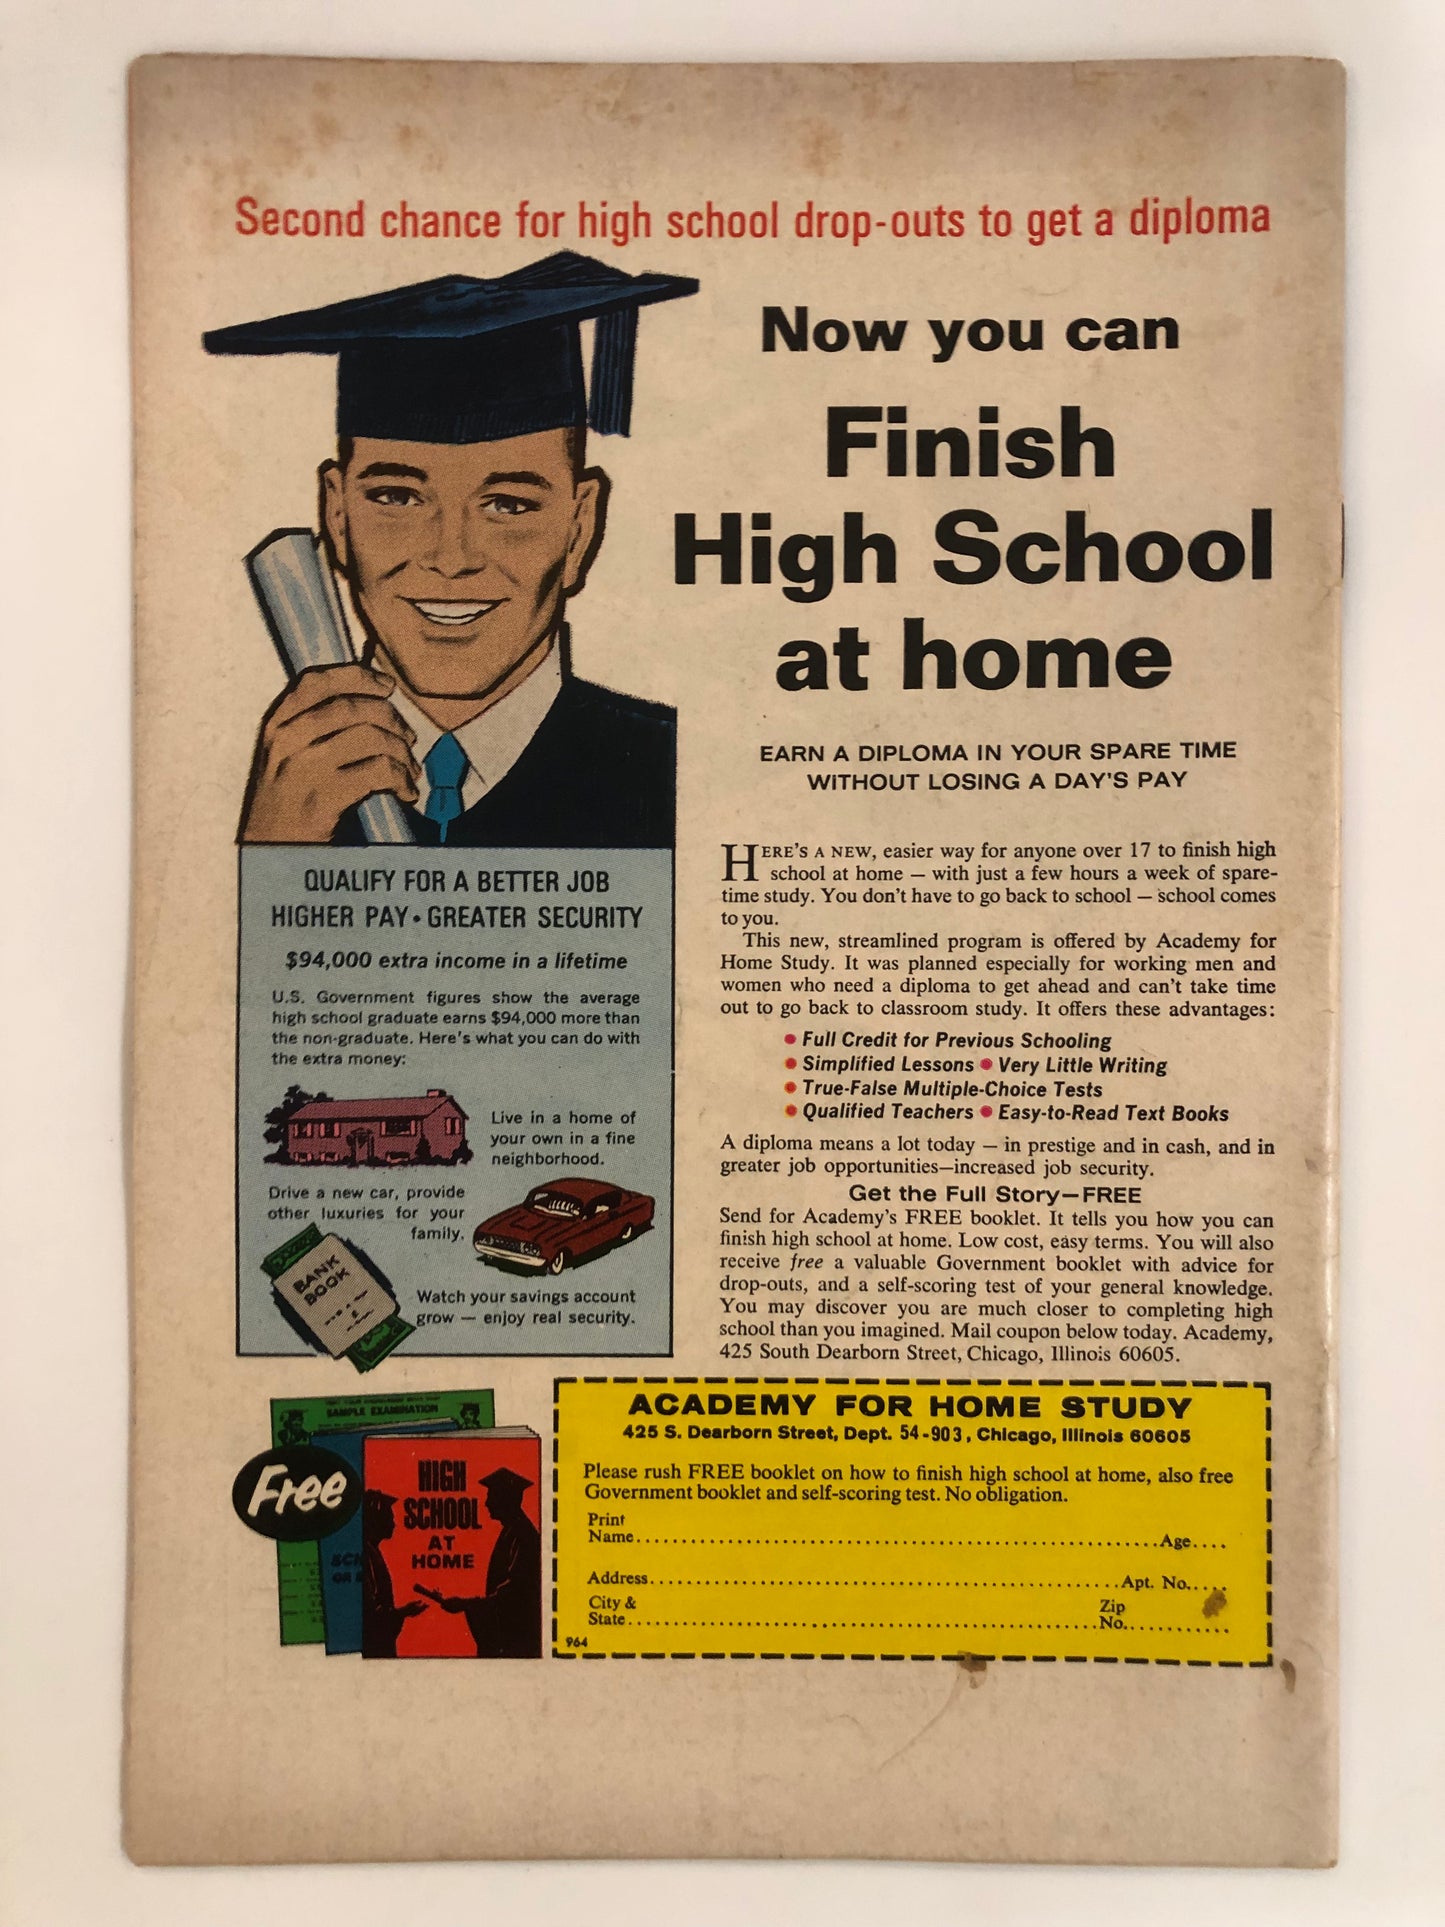 Second chance for high school drop-outs to get a diploma
Now you can
Finish
High School
at home
EARN A DIPLOMA IN YOUR SPARE TIME
WITHOUT LOSING A DAY'S PAY
QUALIFY FOR A BETTER JOB
HIGHER PAY • GREATER SECURITY
$94,000 extra income in a lifetime
U.S. Government figures show the average
high school graduate earns $94,000 more than
the non-graduate. Here's what you can do with
the extra money:
Live in a home of
your own in a fine
neighborhood.
Drive a new car, provide
other luxuries for your
family.
BANK
BOOK
Watch your savings account
grow — enjoy real security.
HERE'S A NEW, easier way for anyone over 17 to finish high
school at home — with just a few hours a week of spare-
time study. You don't have to go back to school — school comes
to you.
This new, streamlined program is offered by Academy for
Home Study. It was planned especially for working men and
women who need a diploma to get ahead and can't take time
out to go back to classroom study. It offers these advantages:
• Full Credit for Previous Schooling
• Simplified Lessons • Very Little Writing
• True-False Multiple-Choice Tests
• Qualified Teachers • Easy-to-Read Text Books
A diploma means a lot today — in prestige and in cash, and in
greater job opportunities—increased job security.
Get the Full Story—FREE
Send for Academy's FREE booklet. It tells you how you can
finish high school at home. Low cost, easy terms. You will also
receive free a valuable Government booklet with advice for
drop-outs, and a self-scoring test of your general knowledge.
You may discover you are much closer to completing high
school than you imagined. Mail coupon below today. Academy,
425 South Dearborn Street, Chicago, Illinois 60605.
SAMPLE EXAMINATION
Free
HIGH
SCHOOL
AT
HOME
ACADEMY FOR HOME STUDY
425 S. Dearborn Street, Dept. 54-903, Chicago, Illinois 60605
Please rush FREE booklet on how to finish high school at home, also free
Government booklet and self-scoring test. No obligation.
Print
Name..........Age....
Address..........Apt. No.....
City & Zip
State..........No...........
964